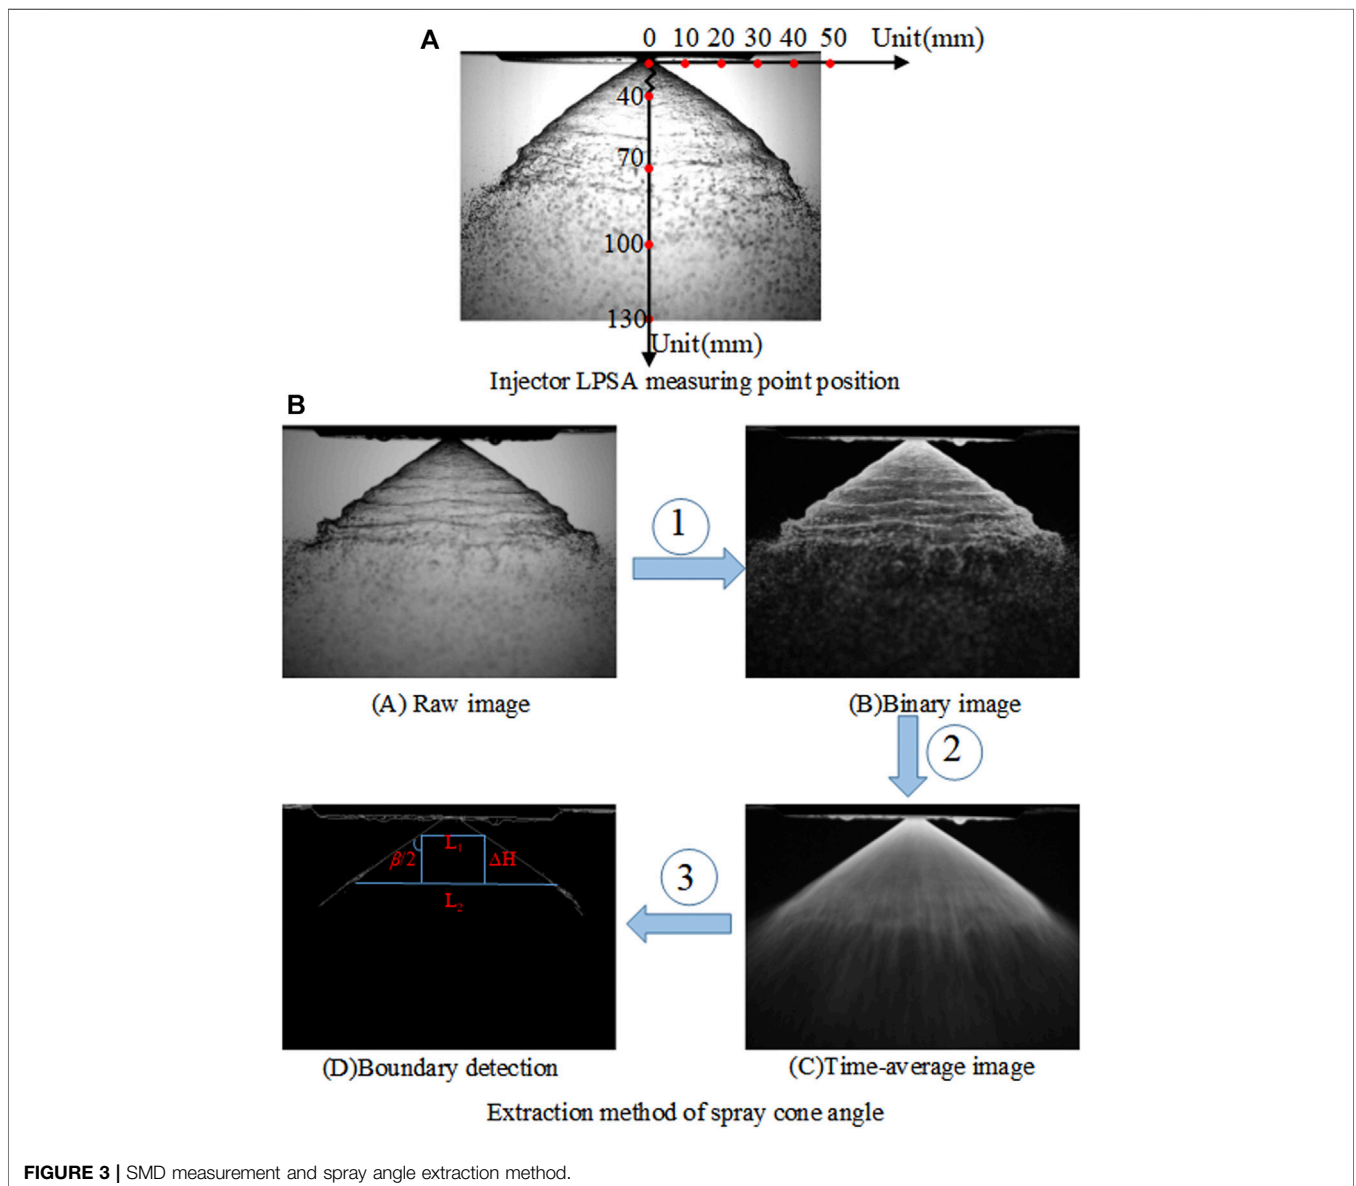 A
0 10 20 30 40 50 Unit(mm)
40
70
100
130
Unit(mm)
Injector LPSA measuring point position
B
1
(A) Raw image
(B)Binary image
2
L1
β/2
ΔH
L2
3
(D)Boundary detection
(C)Time-average image
Extraction method of spray cone angle
FIGURE 3 | SMD measurement and spray angle extraction method.